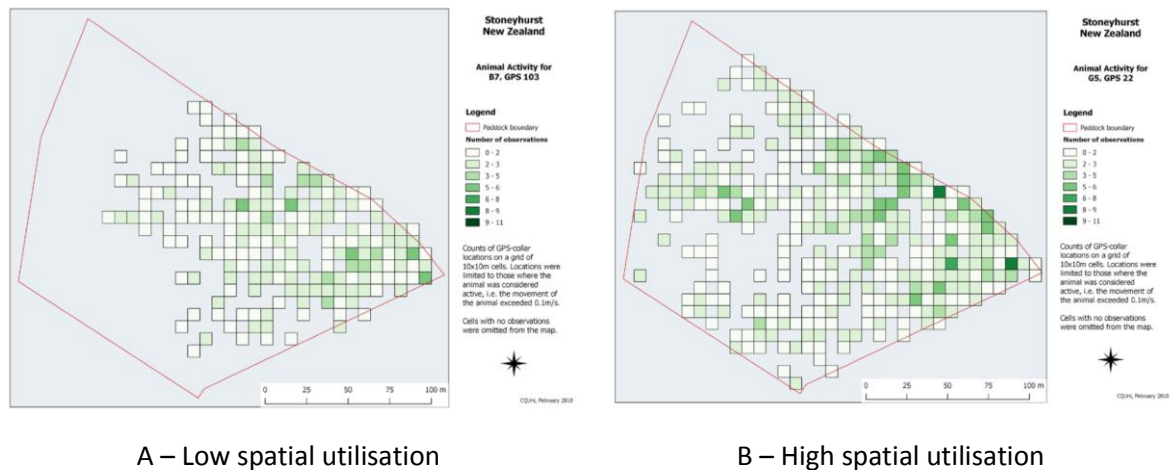 Stoneyhurst
New Zealand
Animal Activity for
B7, GPS 103
Legend
Paddock boundary
Number of observations
0 - 2
2 - 3
3 - 5
5 - 6
6 - 8
8 - 9
9 - 11
Counts of GPS-collar
locations on a grid of
10x10m cells. Locations were
limited to those where the
animal was considered
active, i.e. the movement of
the animal exceeded 0.1m/s.
Cells with no observations
were omitted from the map.
0 25 50 75 100 m
CQUni, February 2018
A – Low spatial utilisation
Stoneyhurst
New Zealand
Animal Activity for
G5, GPS 22
Legend
Paddock boundary
Number of observations
0 - 2
2 - 3
3 - 5
5 - 6
6 - 8
8 - 9
9 - 11
Counts of GPS-collar
locations on a grid of
10x10m cells. Locations were
limited to those where the
animal was considered
active, i.e. the movement of
the animal exceeded 0.1m/s.
Cells with no observations
were omitted from the map.
0 25 50 75 100 m
CQUni, February 2018
B – High spatial utilisation